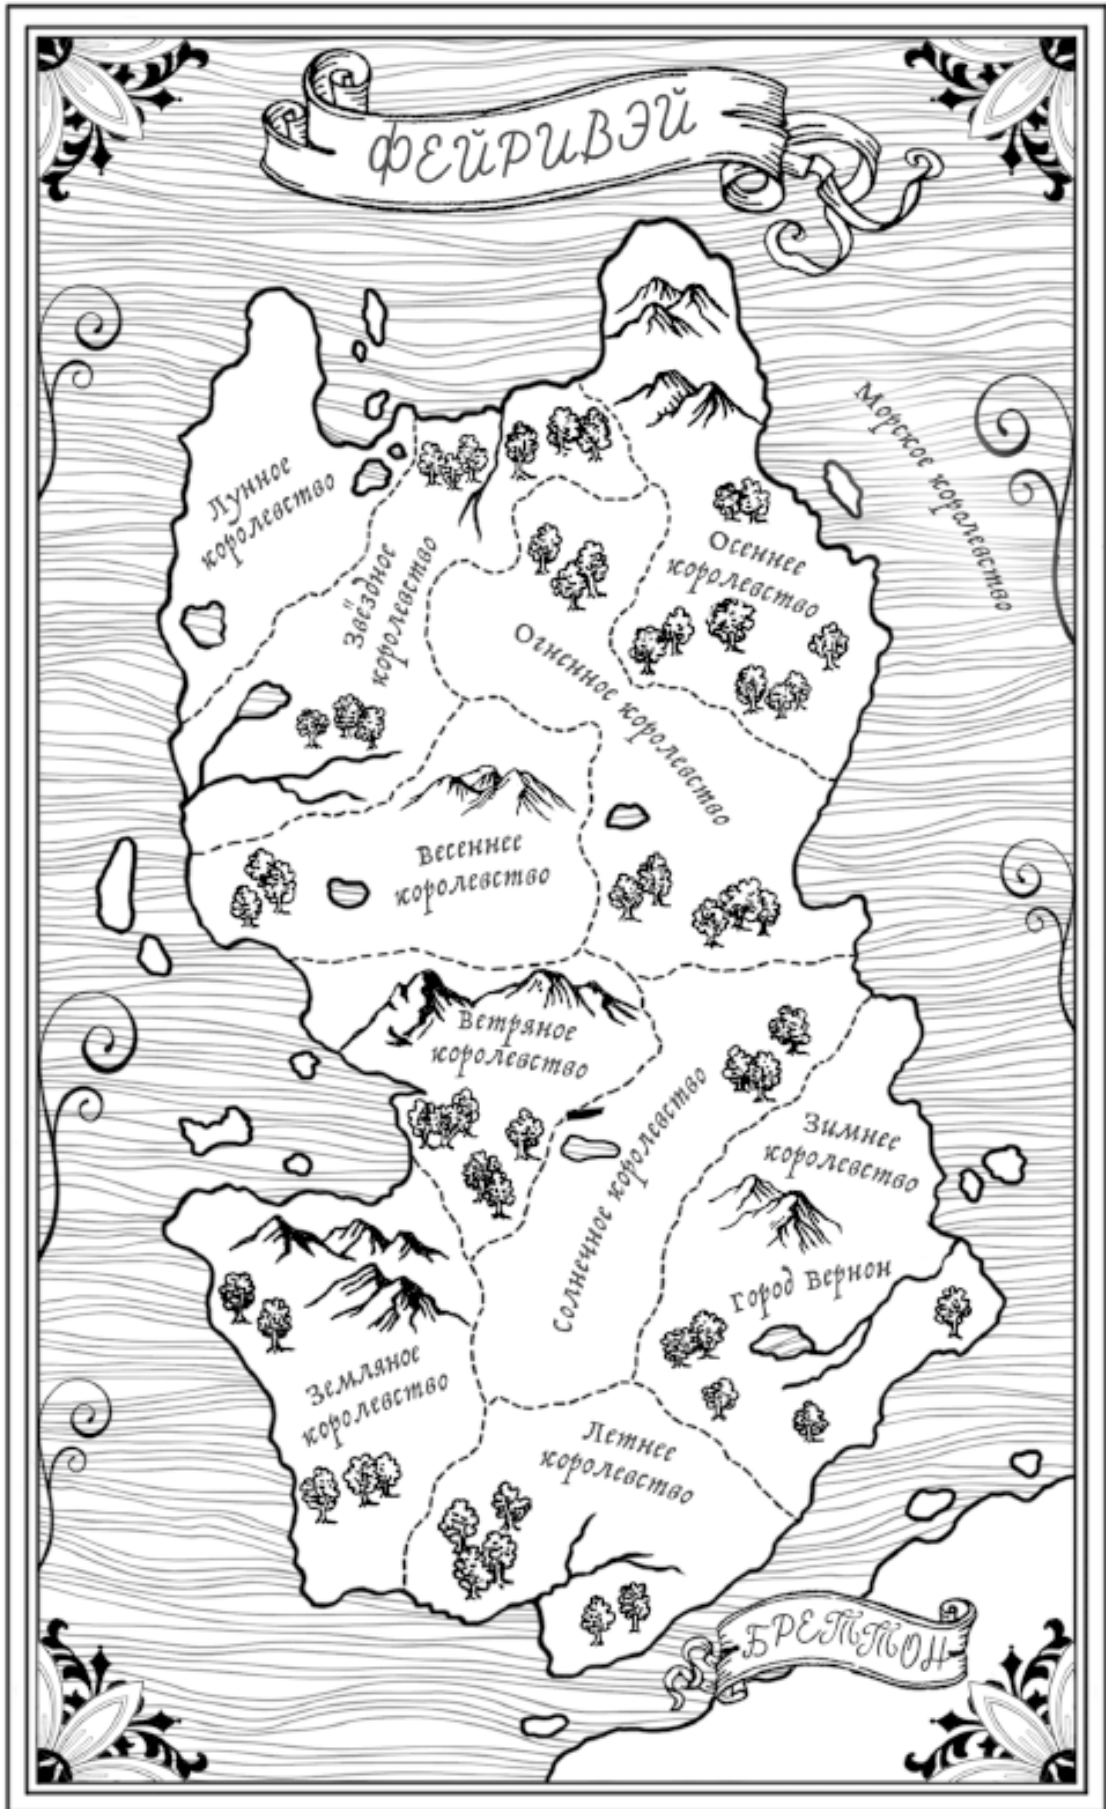 ФЕЙРИВЭЙ
Морское королевство
Лунное
королевство
Звёздное
королевство
Осеннее
королевство
Огненное королевство
Весеннее
королевство
Ветряное
королевство
Солнечное королевство
Зимнее
королевство
Город Вернон
Земляное
королевство
Летнее
королевство
БРЕТТОН